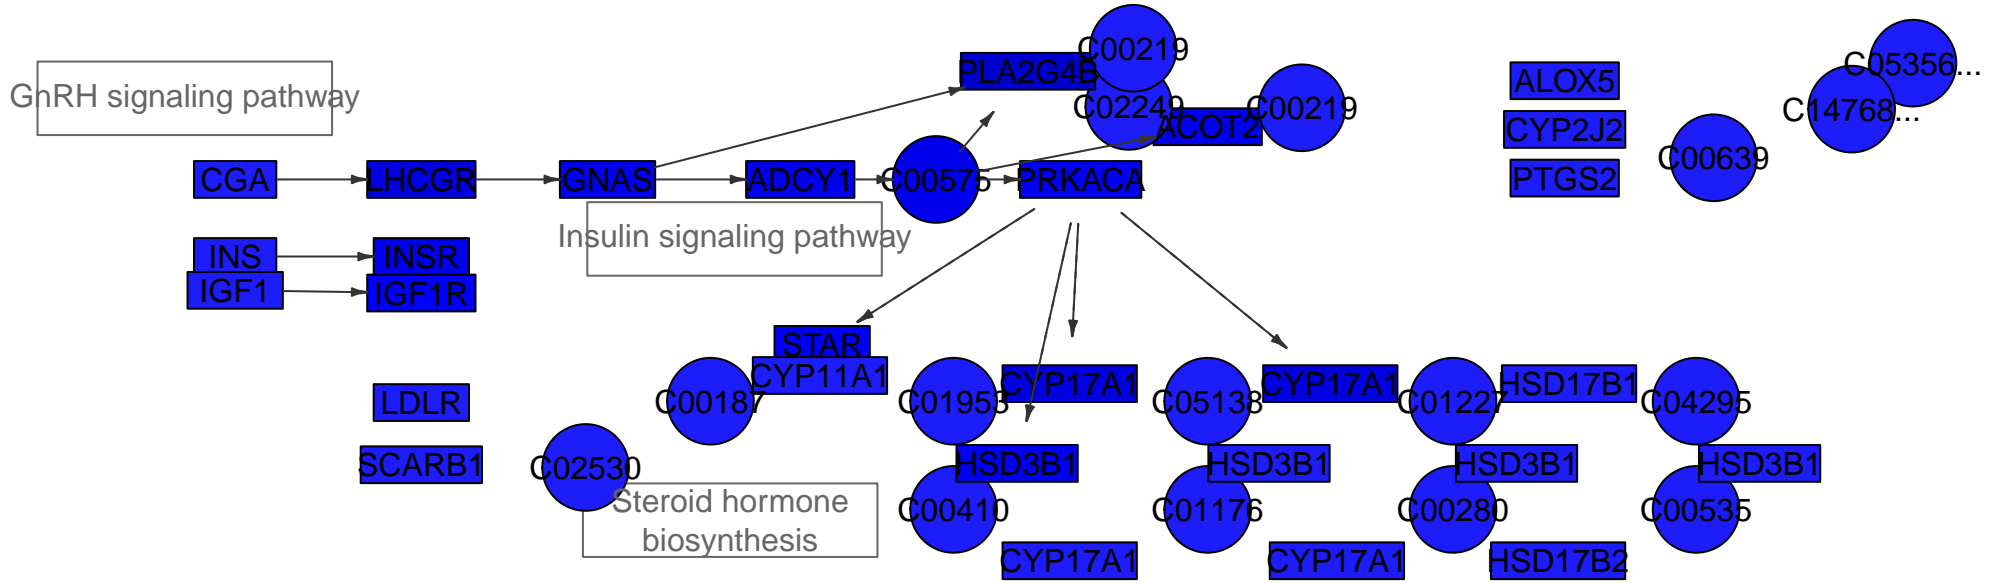 C00219
C05356...
PLA2G4B
GnRH signaling pathway
ALOX5
C02249
C00219
C14768...
ACOT2
CYP2J2
C00639
CGA
LHCGR
GNAS
ADCY1
C00575
PRKACA
PTGS2
Insulin signaling pathway
INS
INSR
IGF1
IGF1R
STAR
CYP11A1
CYP17A1
CYP17A1
HSD17B1
LDLR
C00187
C01953
C05138
C01227
C04295
SCARB1
C02530
HSD3B1
HSD3B1
HSD3B1
HSD3B1
Steroid hormone
biosynthesis
C00410
C01176
C00280
C00535
CYP17A1
CYP17A1
HSD17B2